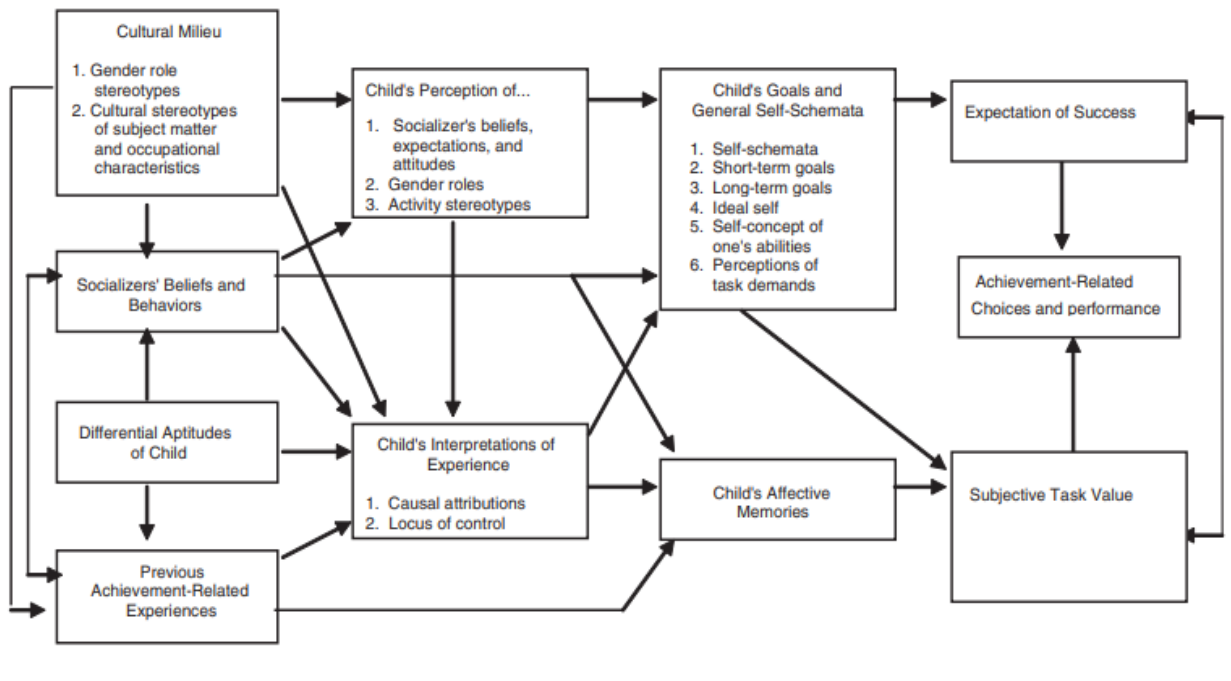 Cultural Milieu
1. Gender role
stereotypes
2. Cultural stereotypes
of subject matter
and occupational
characteristics
Child's Perception of...
1. Socializer's beliefs,
expectations, and
attitudes
2. Gender roles
3. Activity stereotypes
Child's Goals and
General Self-Schemata
1. Self-schemata
2. Short-term goals
3. Long-term goals
4. Ideal self
5. Self-concept of
one's abilities
6. Perceptions of
task demands
Expectation of Success
Socializers' Beliefs and
Behaviors
Achievement-Related
Choices and performance
Differential Aptitudes
of Child
Child's Interpretations of
Experience
1. Causal attributions
2. Locus of control
Child's Affective
Memories
Subjective Task Value
Previous
Achievement-Related
Experiences